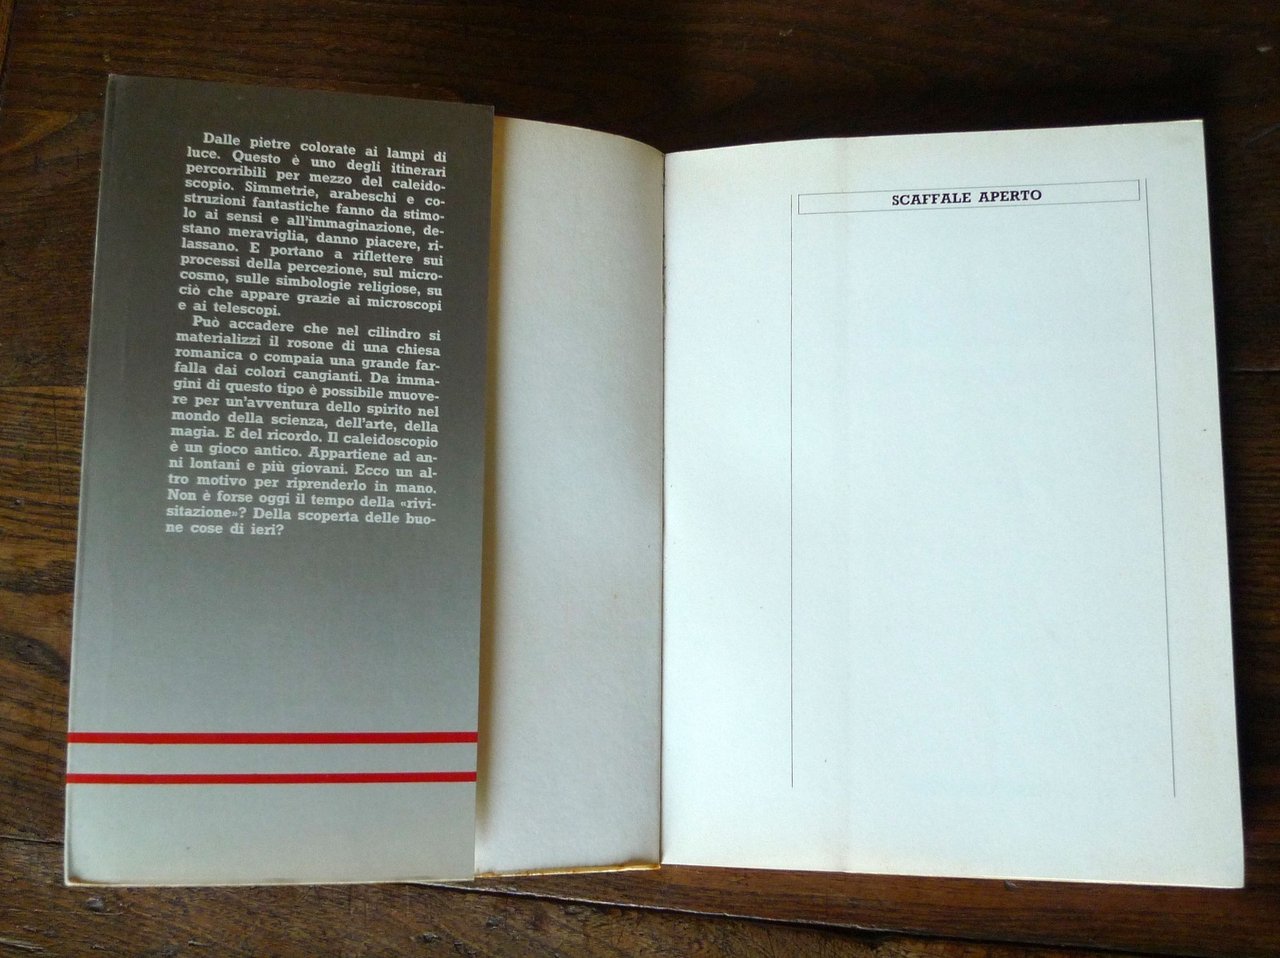 Dalle pietre colorate ai lampi di
luce. Questo è uno degli itinerari
percorribili per mezzo del caleido-
scopio. Simmetrie, arabeschi e co-
struzioni fantastiche fanno da stimo-
lo ai sensi e all'immaginazione, de-
stano meraviglia, danno piacere, ri-
lassano. E portano a riflettere sui
processi della percezione, sul micro-
cosmo, sulle simbologie religiose, su
ciò che appare grazie ai microscopi
e ai telescopi.
Può accadere che nel cilindro si
materializzi il rosone di una chiesa
romanica o compaia una grande far-
falla dai colori cangianti. Da imma-
gini di questo tipo è possibile muove-
re per un'avventura dello spirito nel
mondo della scienza, dell'arte, della
magia. E del ricordo. Il caleidoscopio
è un gioco antico. Appartiene ad an-
ni lontani e più giovani. Ecco un al-
tro motivo per riprenderlo in mano.
Non è forse oggi il tempo della «rivi-
sitazione»? Della scoperta delle buo-
ne cose di ieri?
SCAFFALE APERTO